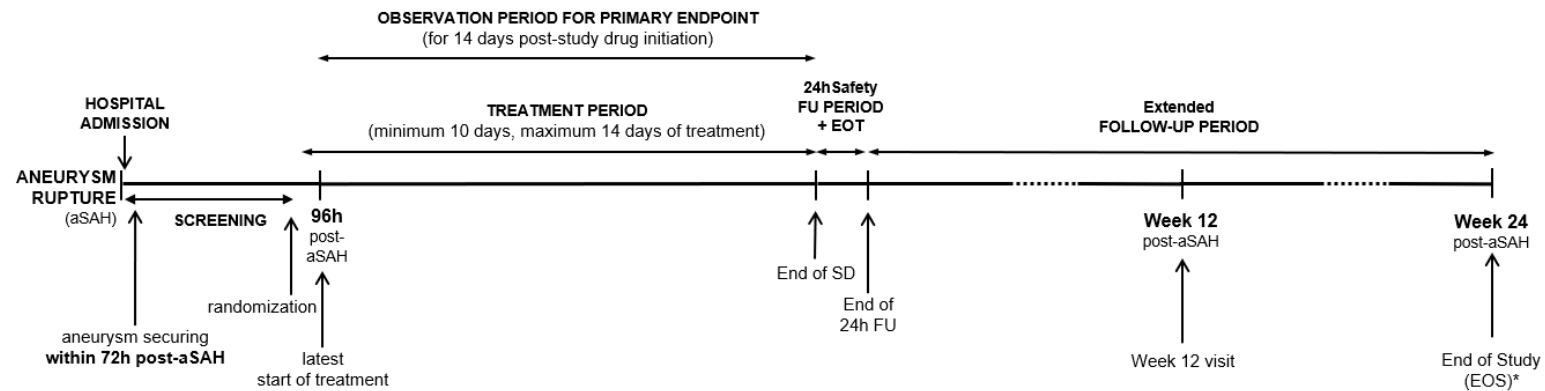 OBSERVATION PERIOD FOR PRIMARY ENDPOINT
(for 14 days post-study drug initiation)
HOSPITAL
ADMISSION
TREATMENT PERIOD
(minimum 10 days, maximum 14 days of treatment)
24hSafety
FU PERIOD
+ EOT
Extended
FOLLOW-UP PERIOD
ANEURYSM
RUPTURE
(aSAH)
SCREENING
96h
post-
aSAH
Week 12
post-aSAH
Week 24
post-aSAH
randomization
End of SD
End of
24h FU
aneurysm securing
within 72h post-aSAH
latest
start of treatment
Week 12 visit
End of Study
(EOS)*